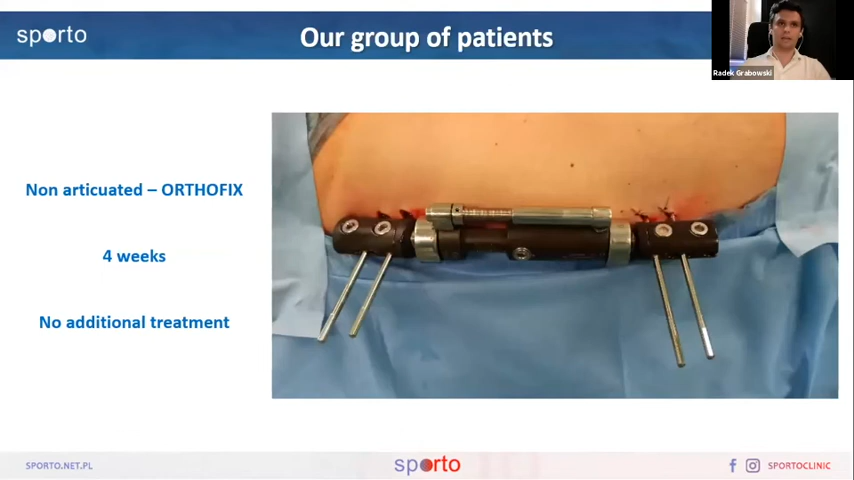 sporto
Our group of patients
Radek Grabowski
Non articuated – ORTHOFIX
4 weeks
No additional treatment
SPORTO.NET.PL
sporto
SPORTOCLINIC